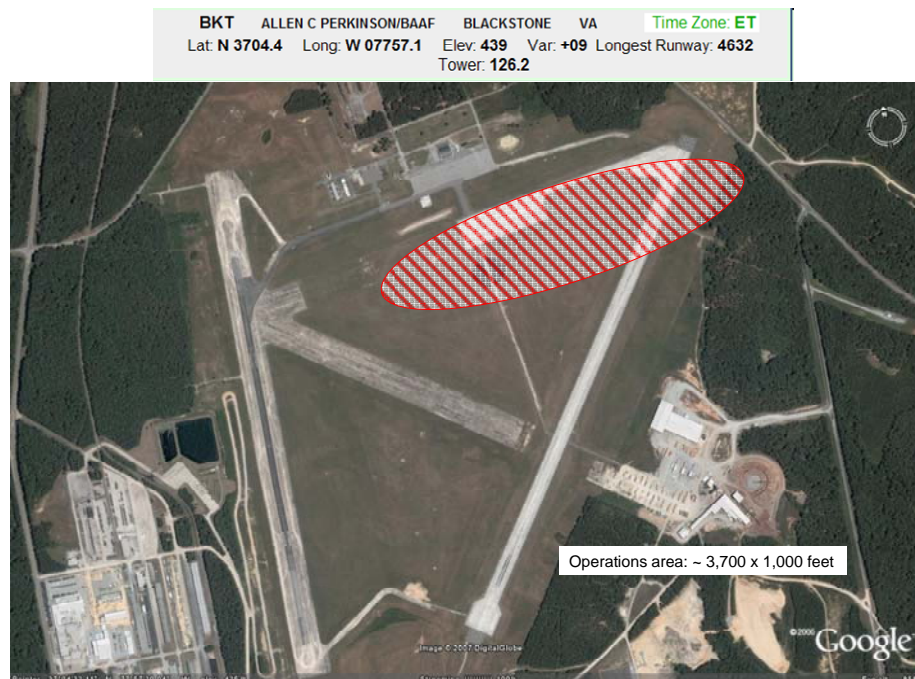 BKT ALLEN C PERKINSON/BAAF BLACKSTONE VA Time Zone: ET
Lat: N 3704.4 Long: W 07757.1 Elev: 439 Var: +09 Longest Runway: 4632
Tower: 126.2
Operations area: ~ 3,700 x 1,000 feet
Image © 2007 DigitalGlobe
Google